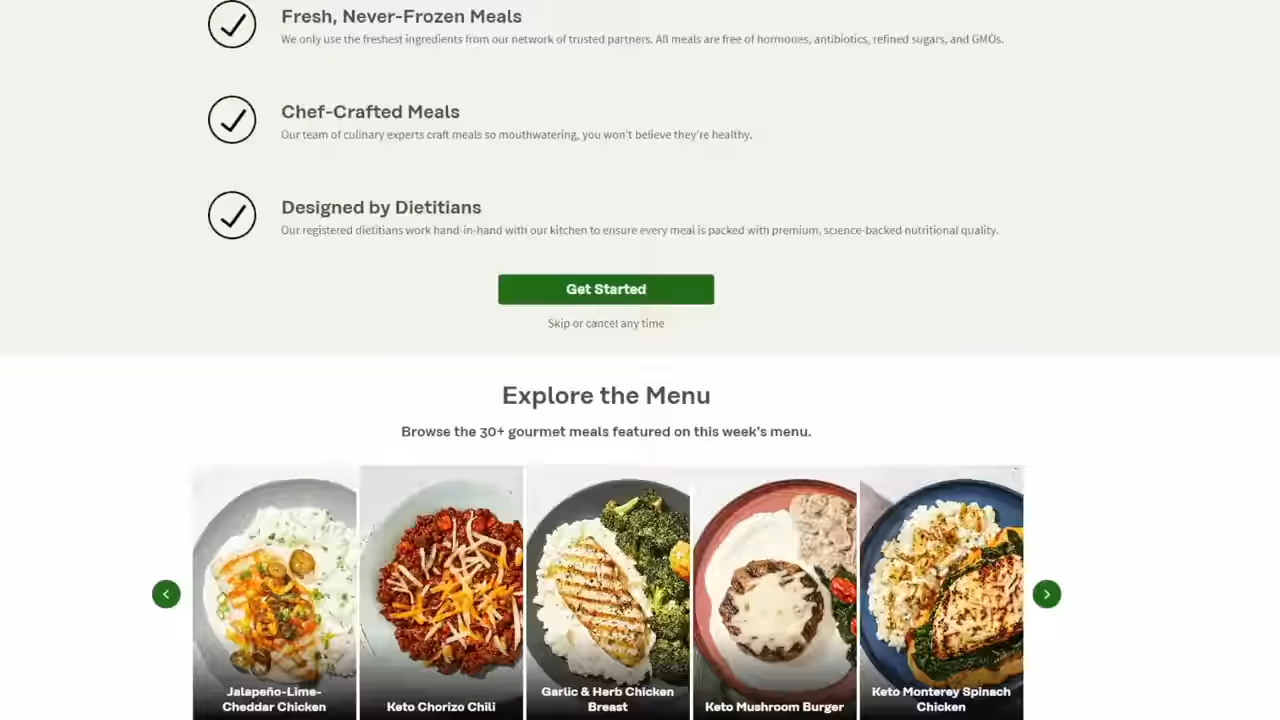 Fresh, Never-Frozen Meals
We only use the freshest ingredients from our network of trusted partners. All meals are free of hormones, antibiotics, refined sugars, and GMOs.
Chef-Crafted Meals
Our team of culinary experts craft meals so mouthwatering, you won't believe they're healthy.
Designed by Dietitians
Our registered dietitians work hand-in-hand with our kitchen to ensure every meal is packed with premium, science-backed nutritional quality.
Get Started
Skip or cancel any time
Explore the Menu
Browse the 30+ gourmet meals featured on this week's menu.
Jalapeño-Lime-
Cheddar Chicken
Keto Chorizo Chili
Garlic & Herb Chicken
Breast
Keto Mushroom Burger
Keto Monterey Spinach
Chicken